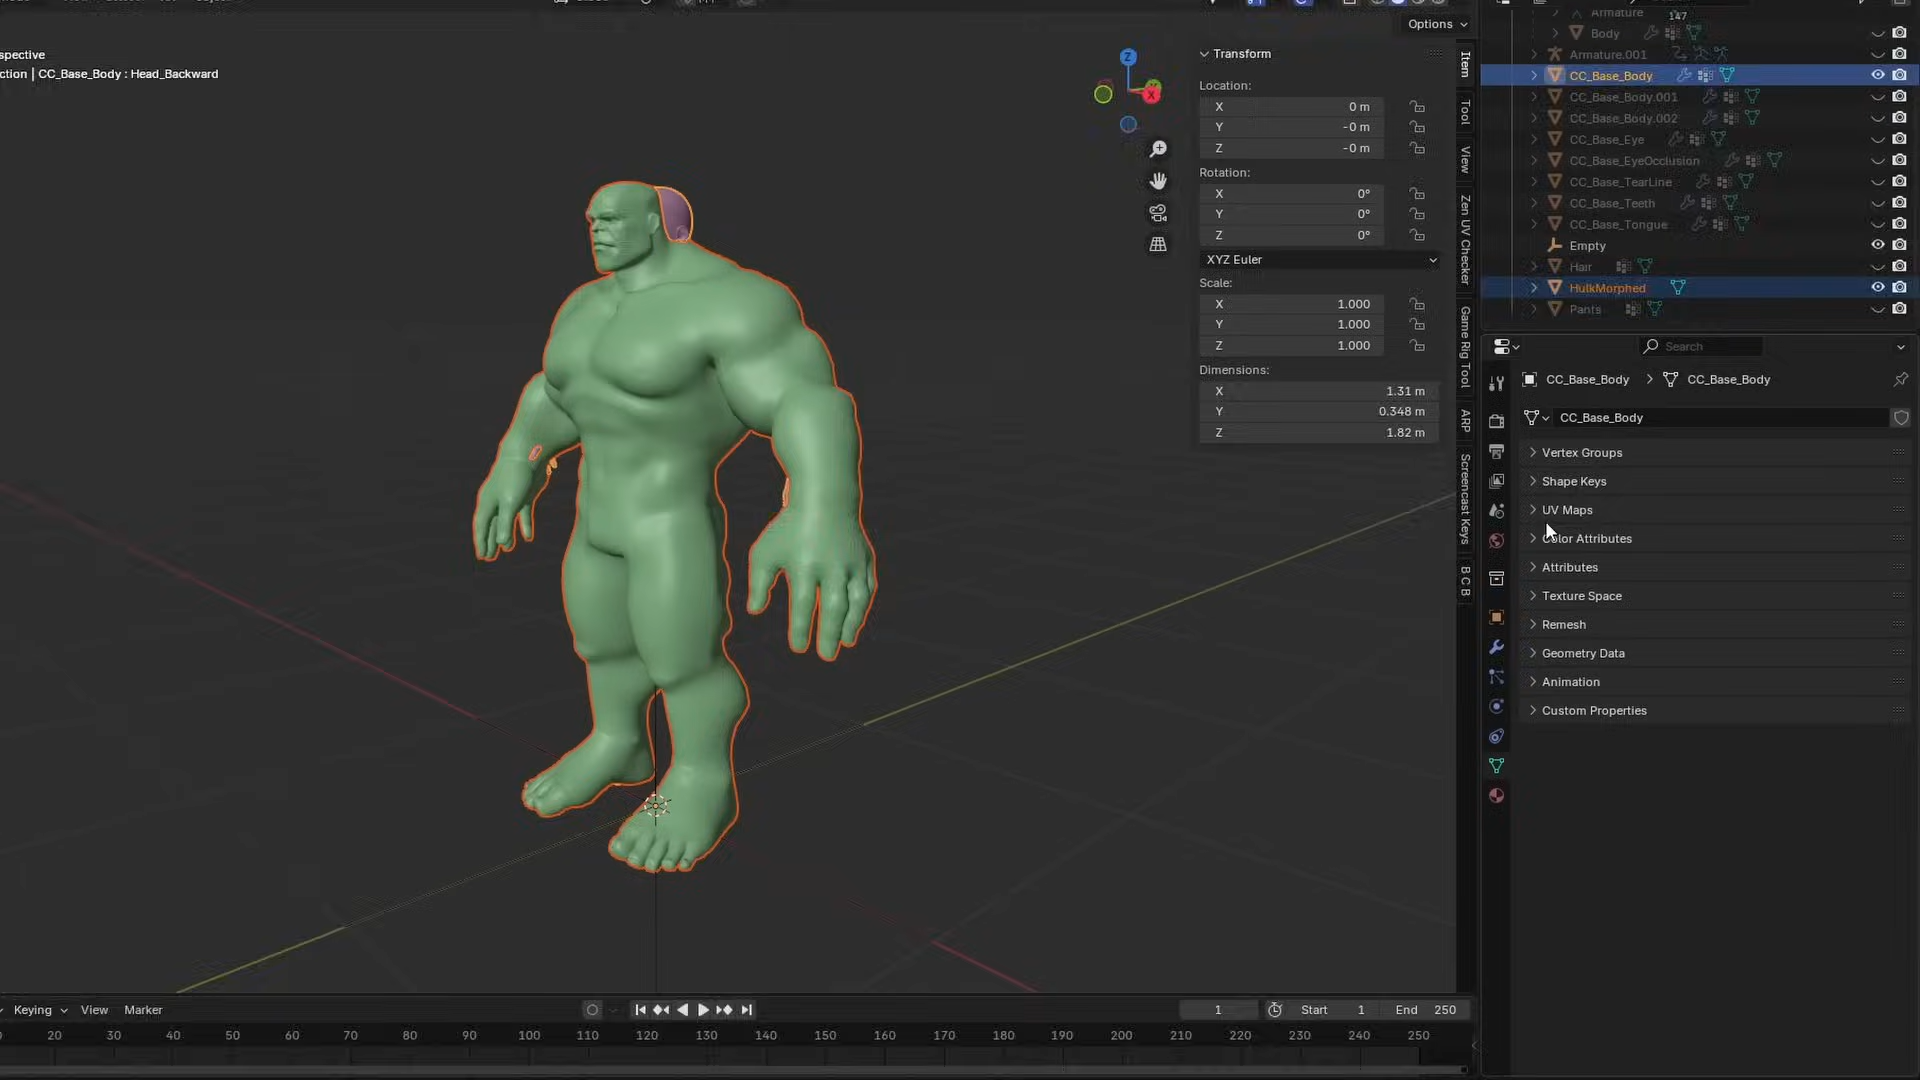 Options
spective
ction | CC_Base_Body : Head_Backward
Z
X
Transform
Location:
X 0 m
Y -0 m
Z -0 m
Rotation:
X 0°
Y 0°
Z 0°
XYZ Euler
Scale:
X 1.000
Y 1.000
Z 1.000
Dimensions:
X 1.31 m
Y 0.348 m
Z 1.82 m
Item
Tool
View
Zen UV Checker
Game Rig Tool
ARP
Screencast Keys
B C B
Armature
147
Body
Armature.001
CC_Base_Body
CC_Base_Body.001
CC_Base_Body.002
CC_Base_Eye
CC_Base_EyeOcclusion
CC_Base_TearLine
CC_Base_Teeth
CC_Base_Tongue
Empty
Hair
HulkMorphed
Pants
Search
CC_Base_Body > CC_Base_Body
CC_Base_Body
Vertex Groups
Shape Keys
UV Maps
Color Attributes
Attributes
Texture Space
Remesh
Geometry Data
Animation
Custom Properties
Keying View Marker
1 Start 1 End 250
20 30 40 50 60 70 80 90 100 110 120 130 140 150 160 170 180 190 200 210 220 230 240 250